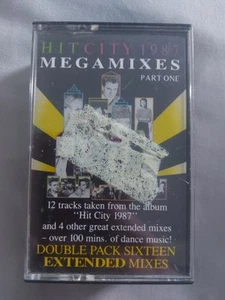 HIT CITY 1987
MEGAMIXES
PART ONE
12 tracks taken from the album
"Hit City 1987"
and 4 other great extended mixes
– over 100 mins. of dance music!
DOUBLE PACK SIXTEEN
EXTENDED MIXES